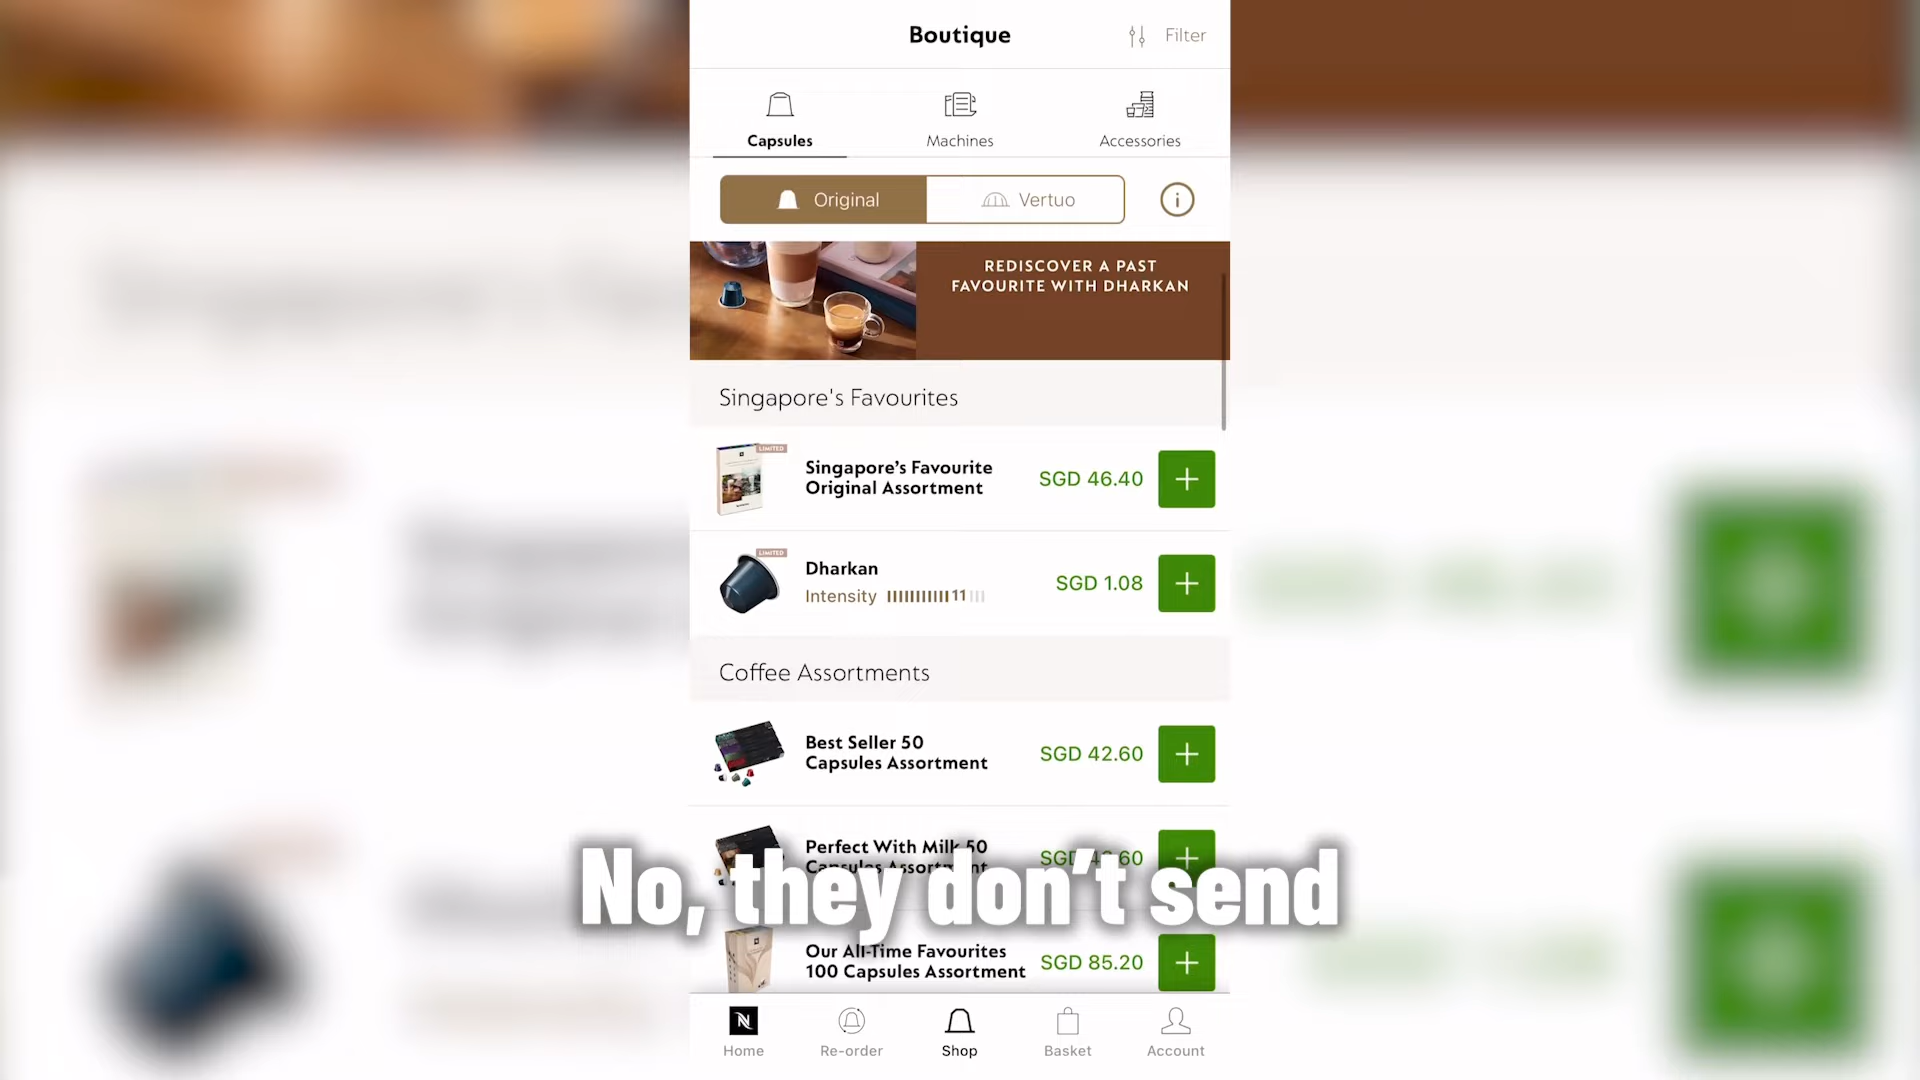 Boutique
Filter
Capsules
Machines
Accessories
Original
Vertuo
i
REDISCOVER A PAST
FAVOURITE WITH DHARKAN
Singapore's Favourites
LIMITED
Singapore's Favourite
Original Assortment
SGD 46.40
LIMITED
Dharkan
Intensity 11
SGD 1.08
Coffee Assortments
Best Seller 50
Capsules Assortment
SGD 42.60
Perfect With Milk 50
Capsules Assortment
No, they don't send
Our All-Time Favourites
100 Capsules Assortment
SGD 85.20
N
Home
Re-order
Shop
Basket
Account